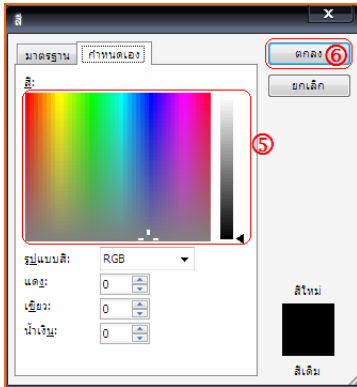 สี
x
มาตรฐาน กำหนดเอง
ตกลง ⑥
ยกเลิก
สี:
⑤
รูปแบบสี: RGB
แดง: 0
เขียว: 0
น้ำเงิน: 0
สีใหม่
สีเดิม